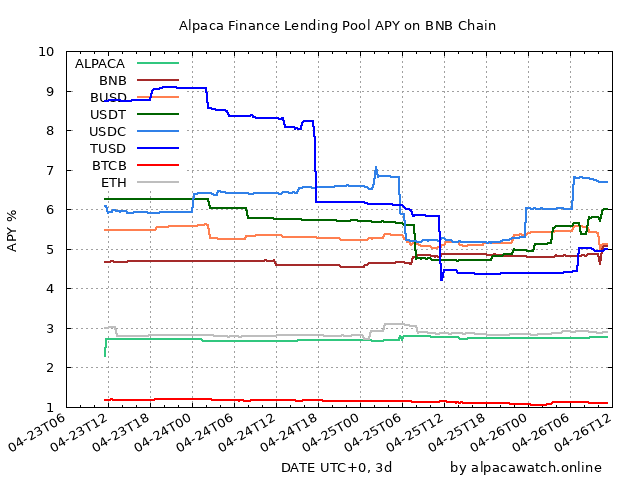 Alpaca Finance Lending Pool APY on BNB Chain
10
9
8
7
6
5
4
3
2
1
APY %
ALPACA
BNB
BUSD
USDT
USDC
TUSD
BTCB
ETH
04-23T06
04-23T12
04-23T18
04-24T00
04-24T06
04-24T12
04-24T18
04-25T00
04-25T06
04-25T12
04-25T18
04-26T00
04-26T06
04-26T12
DATE UTC+0, 3d
by alpacawatch.online